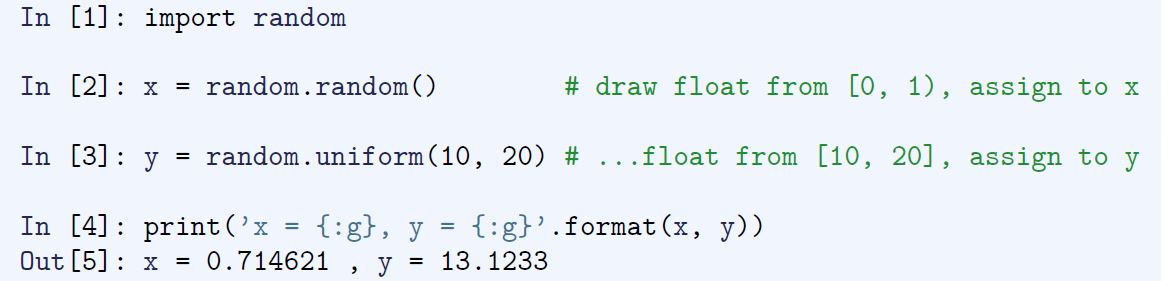 In [1]: import random
In [2]: x = random.random()        # draw float from [0, 1), assign to x
In [3]: y = random.uniform(10, 20) # ...float from [10, 20], assign to y
In [4]: print(’x = {:g}, y = {:g}’.format(x, y))
Out[5]: x = 0.714621 , y = 13.1233